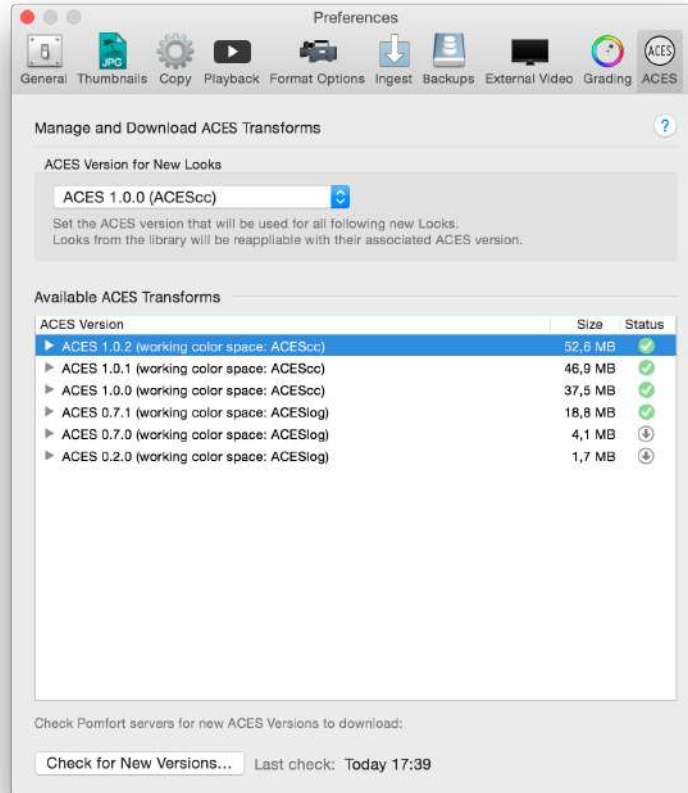 Preferences
JPG
ACES
General Thumbnails Copy Playback Format Options Ingest Backups External Video Grading ACES
Manage and Download ACES Transforms ?
ACES Version for New Looks
ACES 1.0.0 (ACEScc)
Set the ACES version that will be used for all following new Looks.
Looks from the library will be reappliable with their associated ACES version.
Available ACES Transforms
ACES Version Size Status
ACES 1.0.2 (working color space: ACEScc) 52,6 MB
ACES 1.0.1 (working color space: ACEScc) 46,9 MB
ACES 1.0.0 (working color space: ACEScc) 37,5 MB
ACES 0.7.1 (working color space: ACESlog) 18,8 MB
ACES 0.7.0 (working color space: ACESlog) 4,1 MB
ACES 0.2.0 (working color space: ACESlog) 1,7 MB
Check Pomfort servers for new ACES Versions to download:
Check for New Versions... Last check: Today 17:39